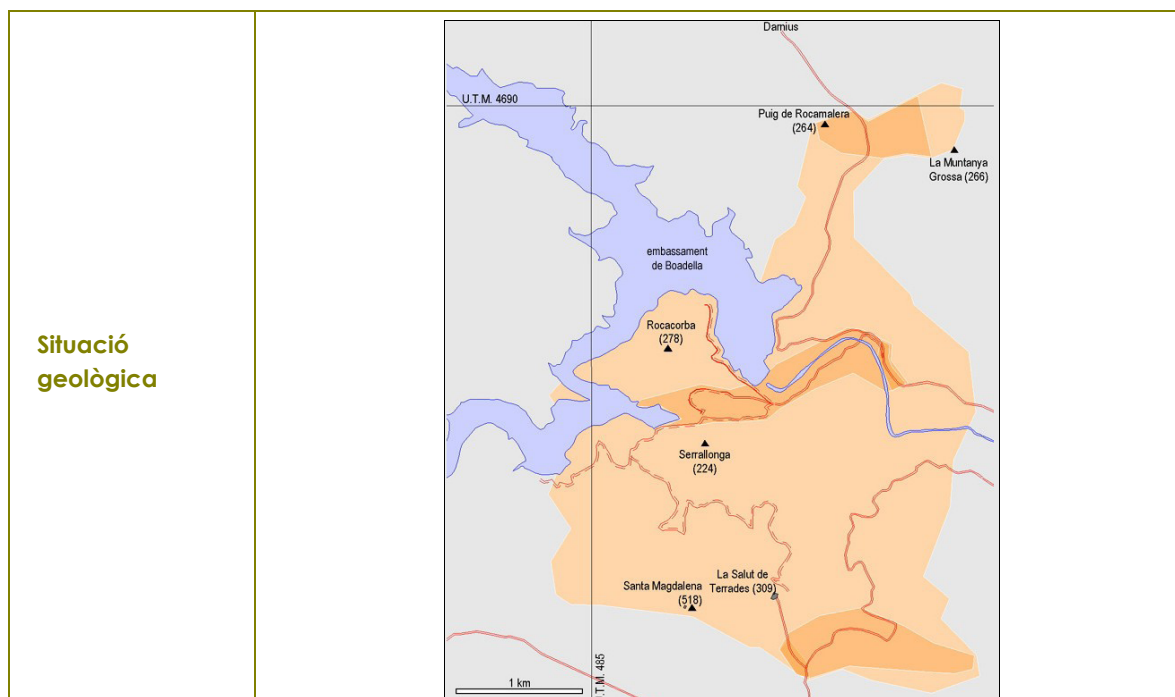 Situació
geològica
Darnius
U.T.M. 4690
Puig de Rocamalera
(264)
La Muntanya
Grossa (266)
embassament
de Boadella
Rocacorba
(278)
Serrallonga
(224)
La Salut de
Terrades (309)
Santa Magdalena
(518)
U.T.M. 485
1 km